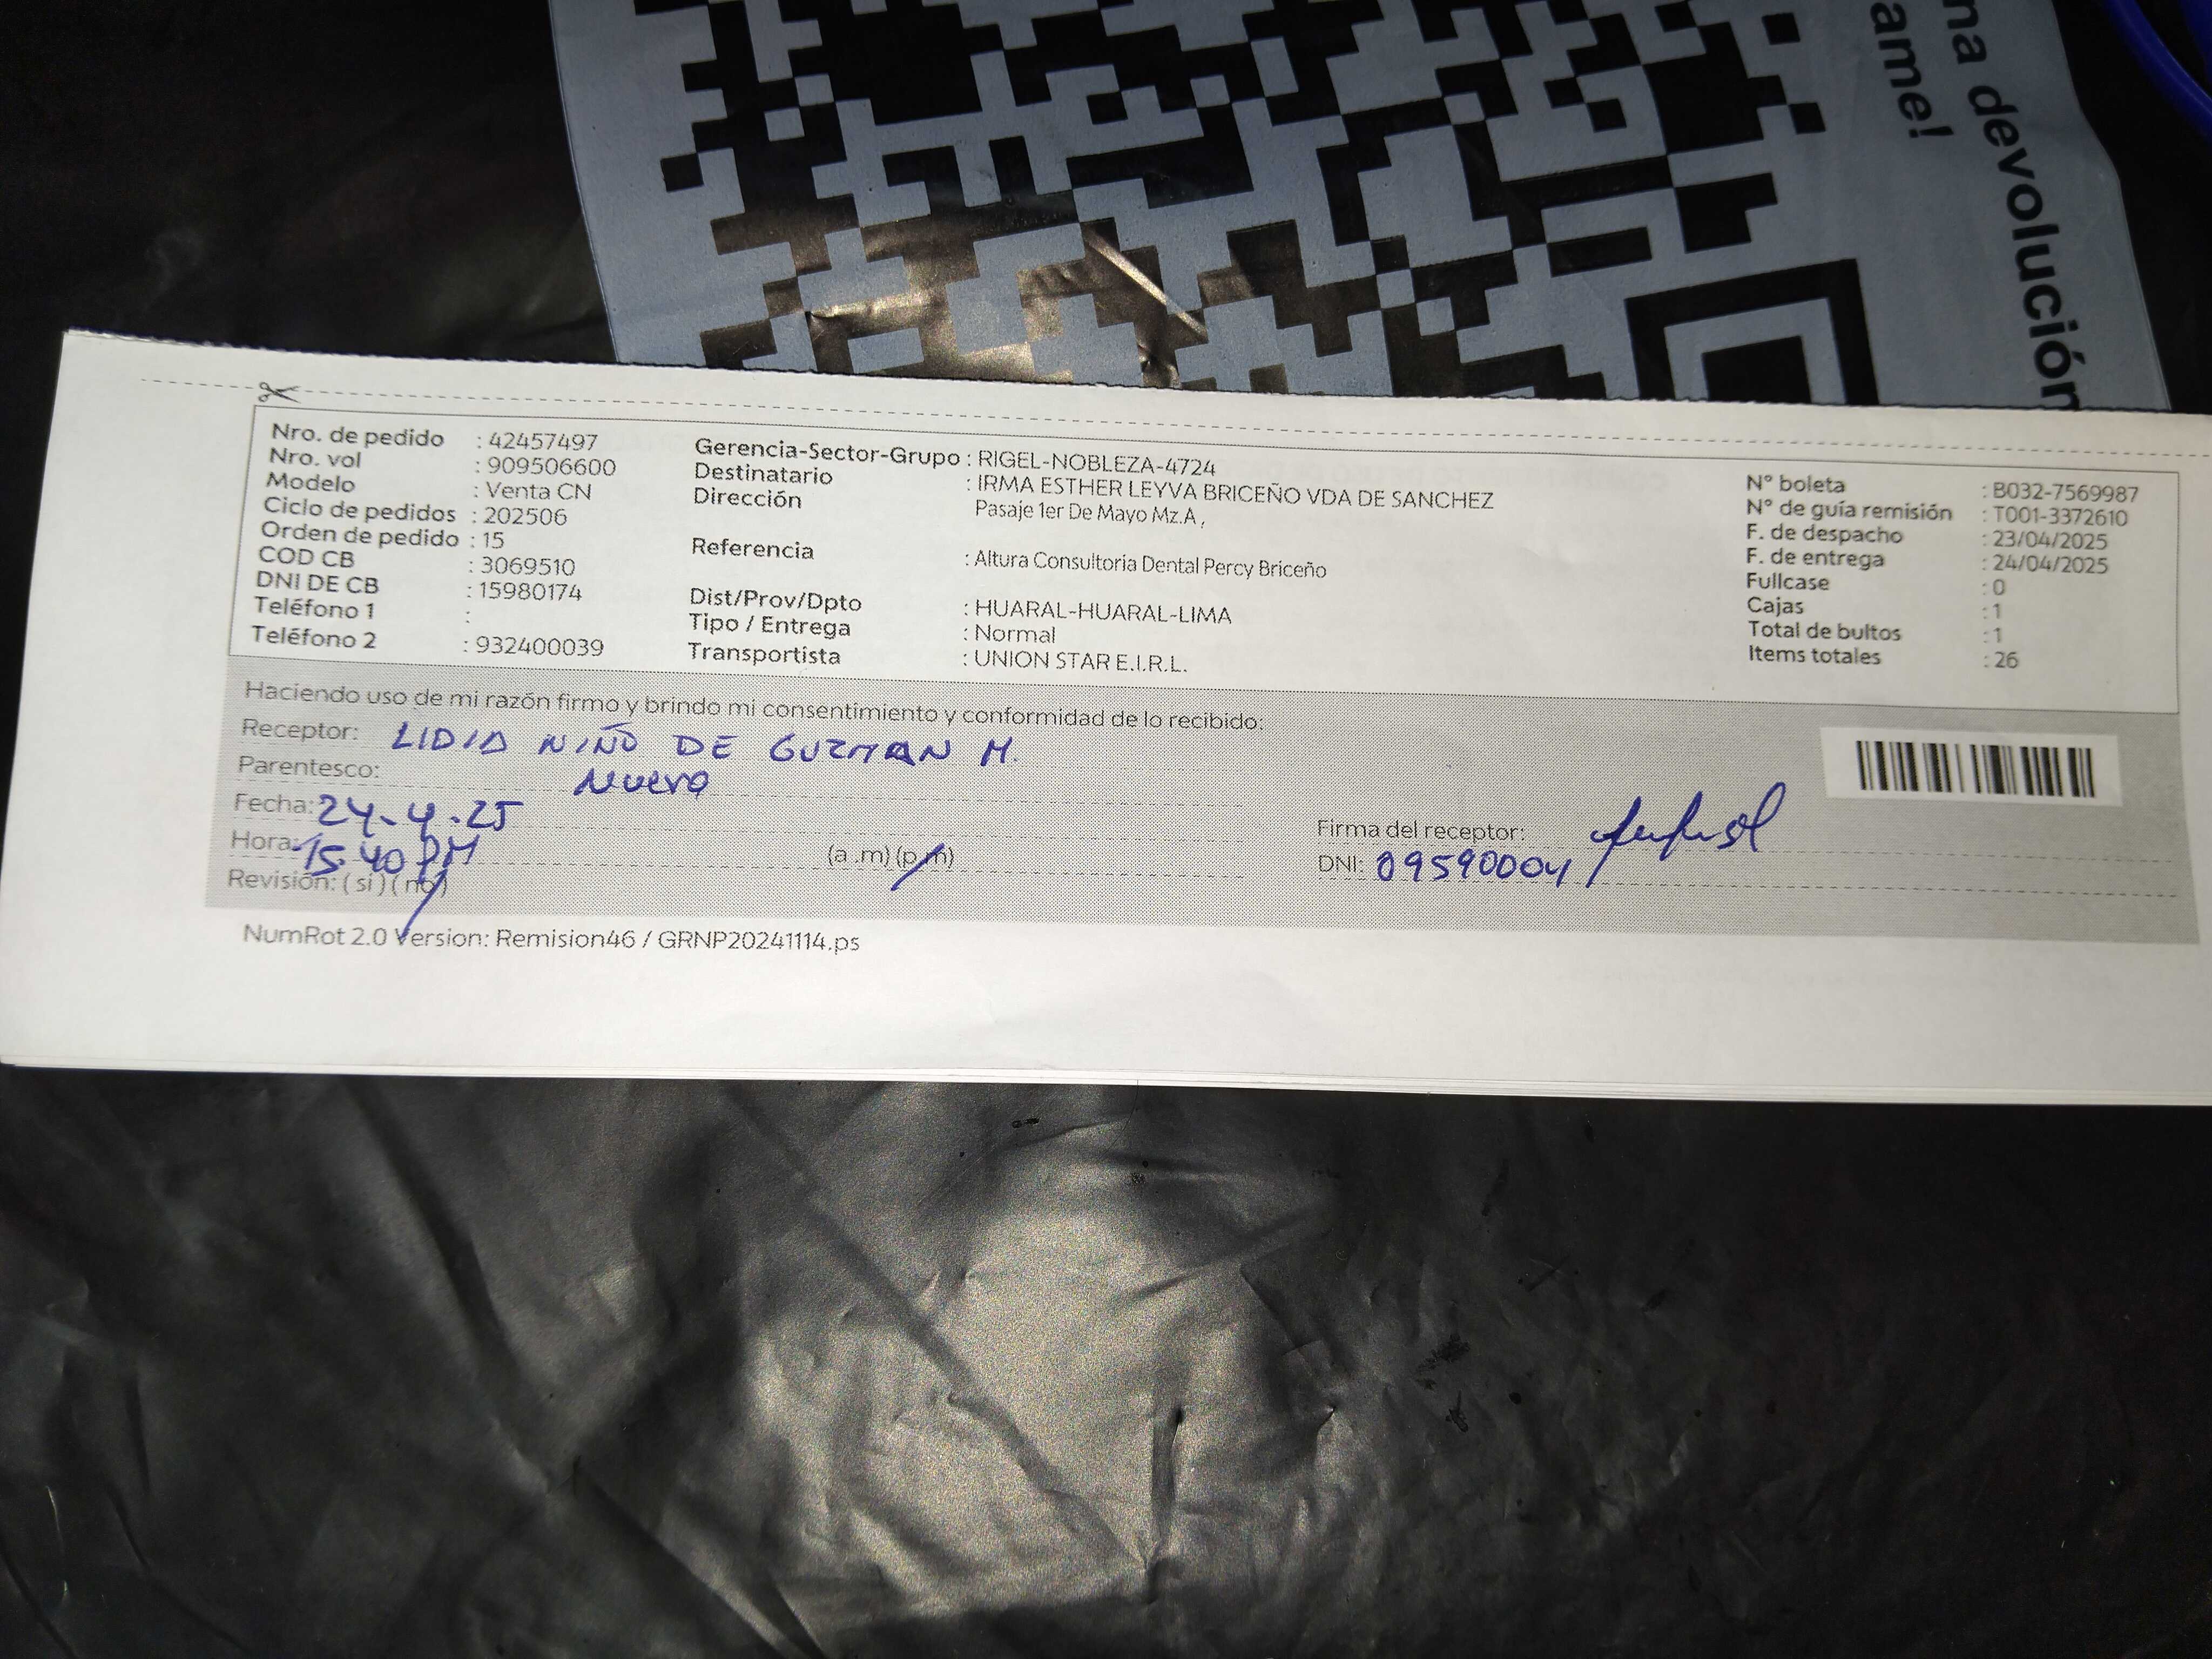 na devolución
ame!
Nro. de pedido : 42457497
Nro. vol : 909506600
Modelo : Venta CN
Ciclo de pedidos : 202506
Orden de pedido : 15
COD CB : 3069510
DNI DE CB : 15980174
Teléfono 1 :
Teléfono 2 : 932400039
Gerencia-Sector-Grupo : RIGEL-NOBLEZA-4724
Destinatario : IRMA ESTHER LEYVA BRICEÑO VDA DE SANCHEZ
Dirección Pasaje 1er De Mayo Mz.A ,
Referencia : Altura Consultoria Dental Percy Briceño
Dist/Prov/Dpto : HUARAL-HUARAL-LIMA
Tipo / Entrega : Normal
Transportista : UNION STAR E.I.R.L.
N° boleta : B032-7569987
N° de guía remisión : T001-3372610
F. de despacho : 23/04/2025
F. de entrega : 24/04/2025
Fullcase : 0
Cajas : 1
Total de bultos : 1
Items totales : 26
Haciendo uso de mi razón firmo y brindo mi consentimiento y conformidad de lo recibido:
Receptor: LIDIA NIÑO DE GUZMAN M.
Parentesco: Nuera
Fecha: 24-4-25
Hora: 15:40 PM (a .m) (p.m)
Revisión: ( si ) ( no )
Firma del receptor:
DNI: 09590004
NumRot 2.0 Version: Remision46 / GRNP20241114.ps